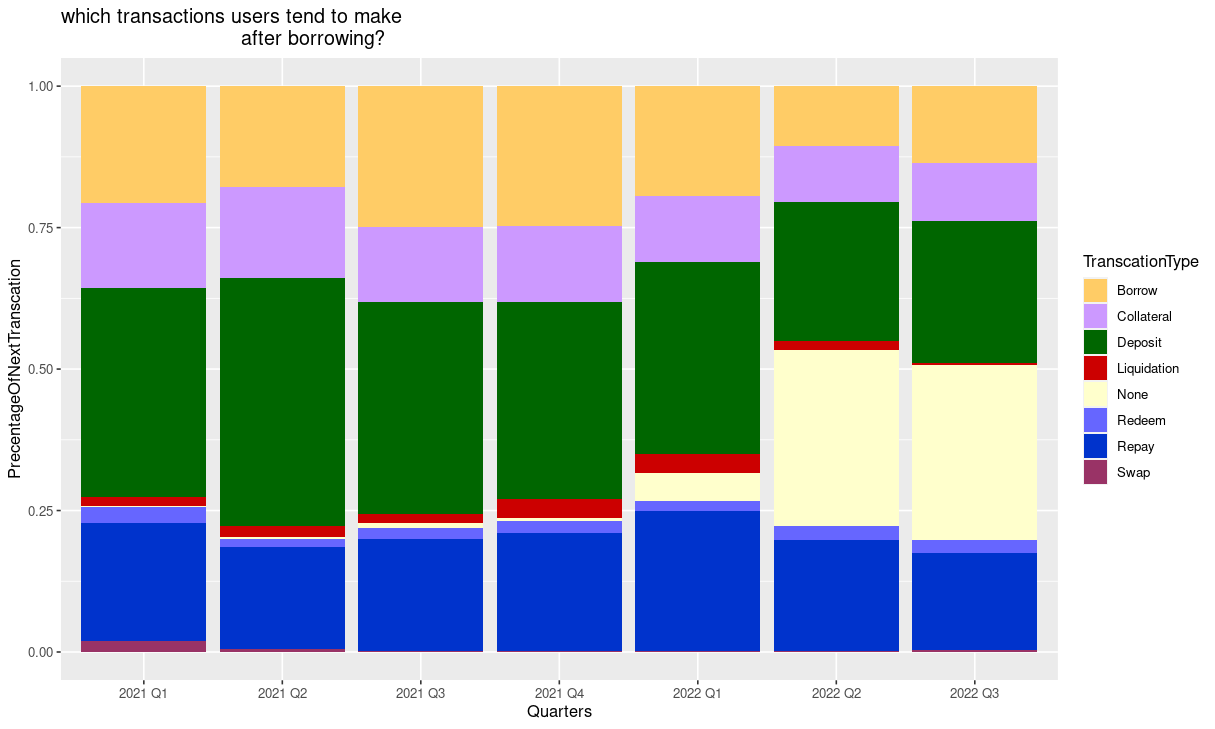 which transactions users tend to make
after borrowing?
PrecentageOfNextTranscation
1.00
0.75
0.50
0.25
0.00
2021 Q1
2021 Q2
2021 Q3
2021 Q4
2022 Q1
2022 Q2
2022 Q3
Quarters
TranscationType
Borrow
Collateral
Deposit
Liquidation
None
Redeem
Repay
Swap